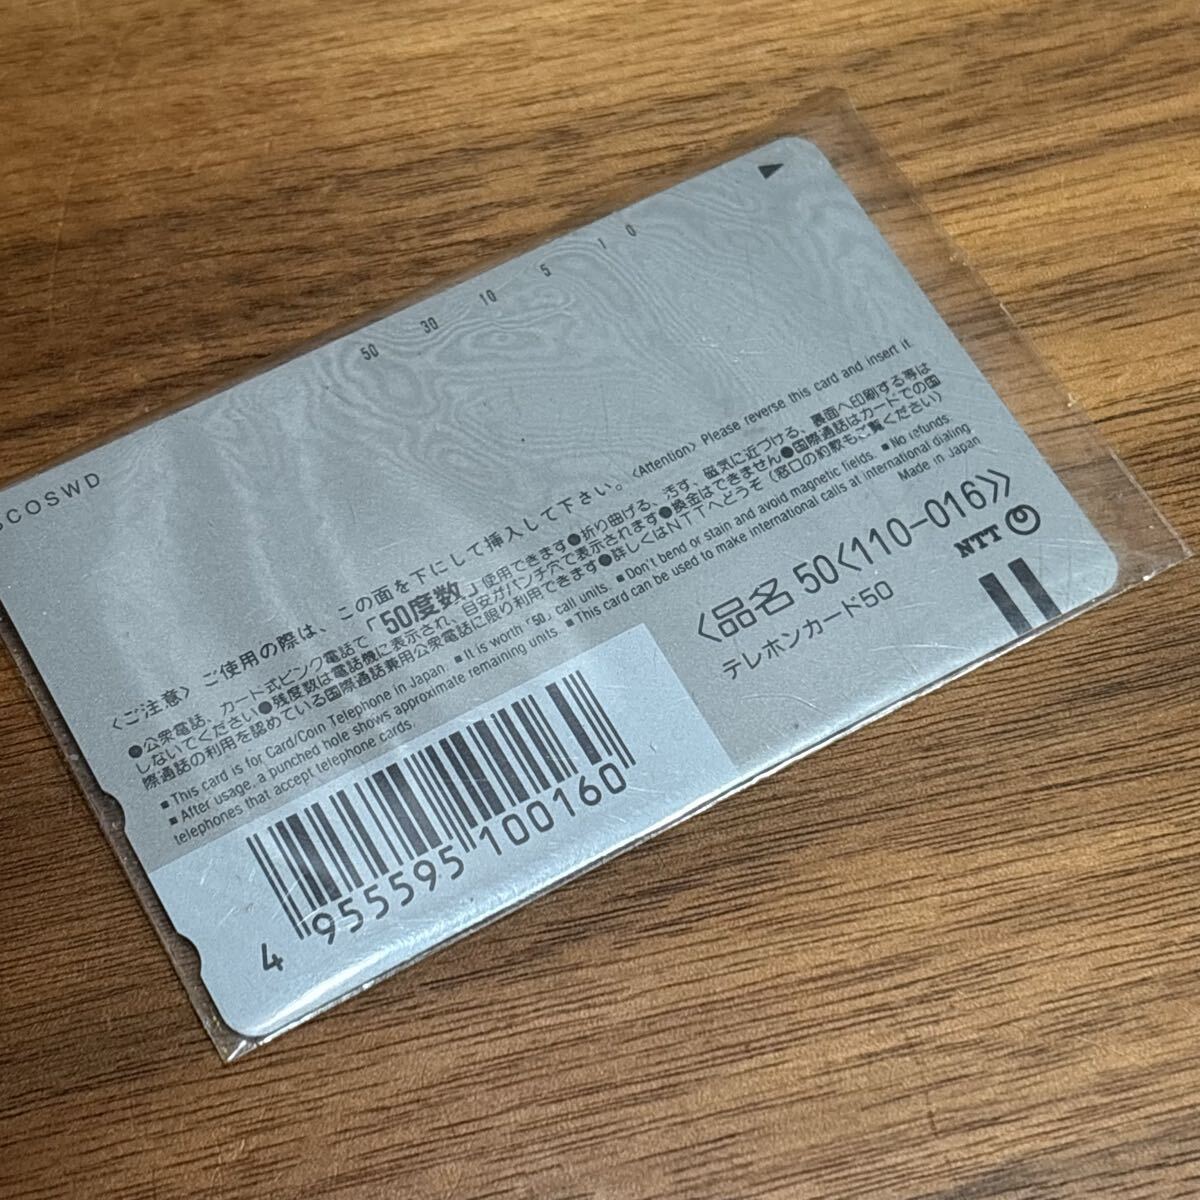 50 30 10 5 1 0
COSWD
〈ご注意〉ご使用の際は、この面を下にして挿入して下さい。〈Attention〉Please reverse this card and insert it.
●公衆電話、カード式ピンク電話で「50度数」使用できます●折り曲げる、汚す、磁気に近づける、裏面へ印刷する等は
しないでください●残度数は電話機に表示され、目安がパンチ穴で表示されます●換金はできません●国際通話はカードでの国
際通話の利用を認めている国際通話兼用公衆電話に限り利用できます●詳しくはNTTへどうぞ（窓口の約款もご覧ください）
■This card is for Card/Coin Telephone in Japan. ■It is worth「50」call units. ■Don't bend or stain and avoid magnetic fields. ■No refunds.
■After usage, a punched hole shows approximate remaining units. ■This card can be used to make international calls at international dialing
telephones that accept telephone cards. Made in Japan
〈品名 50〈110-016〉〉
テレホンカード50
NTT
4 955595 100160